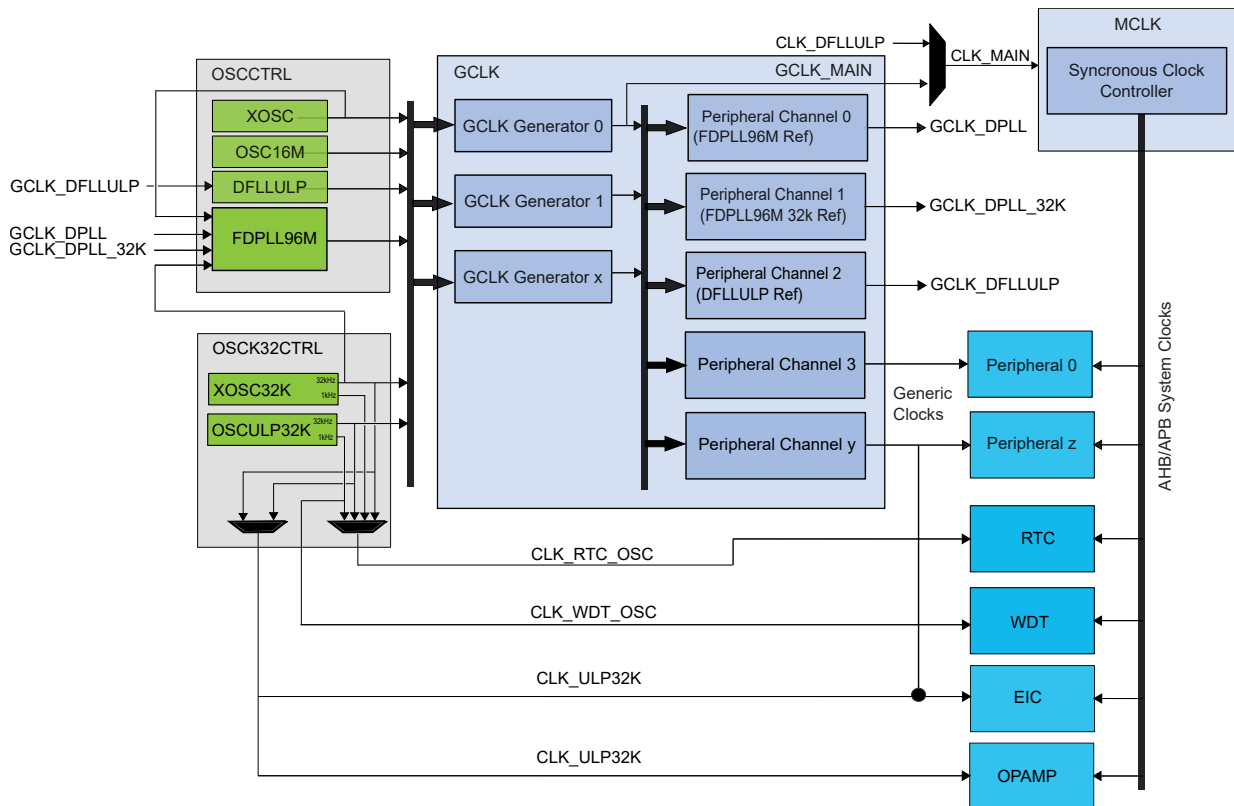 MCLK
CLK_DFLLULP
CLK_MAIN
Syncronous Clock
Controller
OSCCTRL
GCLK
GCLK_MAIN
XOSC
GCLK Generator 0
Peripheral Channel 0
(FDPLL96M Ref)
GCLK_DPLL
OSC16M
GCLK_DFLLULP
DFLLULP
GCLK Generator 1
Peripheral Channel 1
(FDPLL96M 32k Ref)
GCLK_DPLL_32K
GCLK_DPLL
GCLK_DPLL_32K
FDPLL96M
GCLK Generator x
Peripheral Channel 2
(DFLLULP Ref)
GCLK_DFLLULP
OSCK32CTRL
XOSC32K
32kHz
1kHz
Peripheral Channel 3
Peripheral 0
Generic
Clocks
OSCULP32K
32kHz
1kHz
Peripheral Channel y
Peripheral z
AHB/APB System Clocks
CLK_RTC_OSC
RTC
CLK_WDT_OSC
WDT
CLK_ULP32K
EIC
CLK_ULP32K
OPAMP